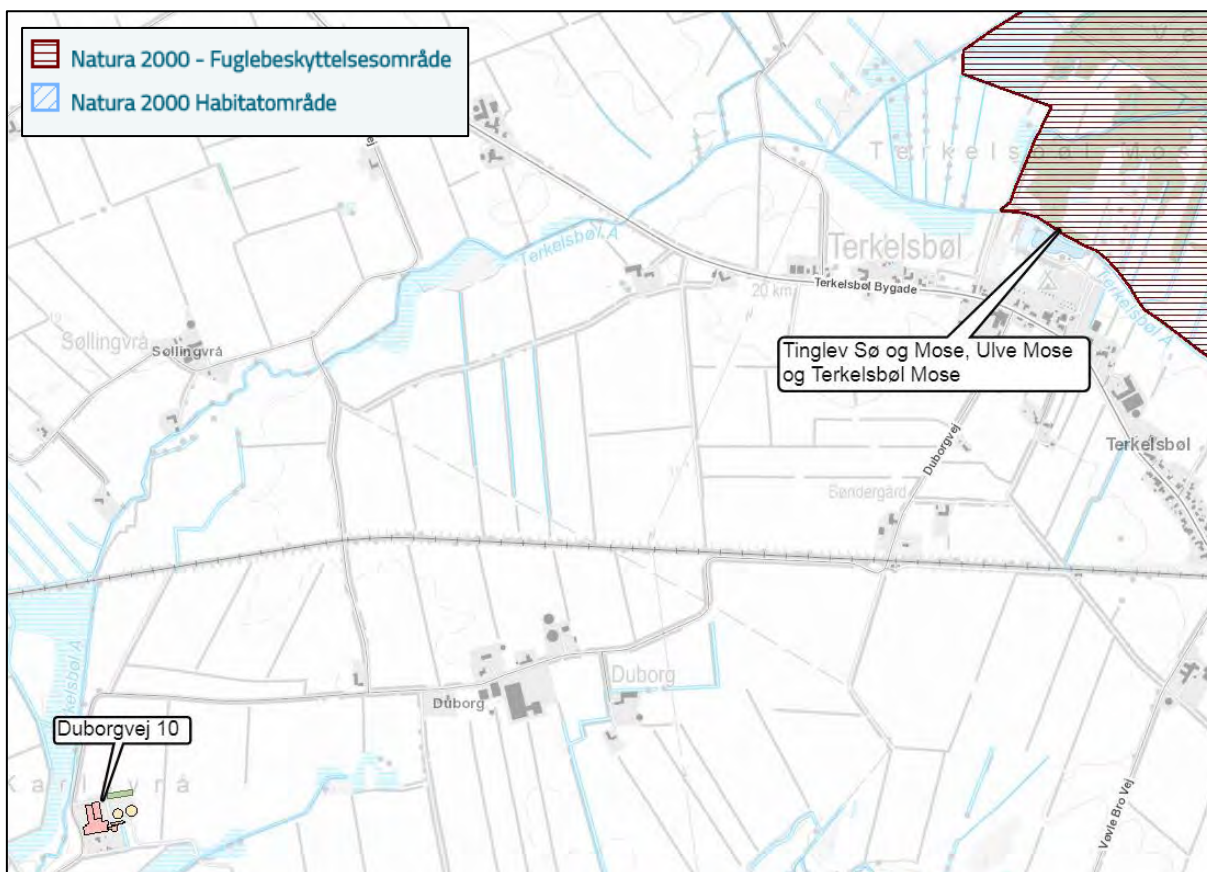 Natura 2000 - Fuglebeskyttelsesområde
Natura 2000 Habitatområde
Terkelsbøl Mose
Terkelsbøl Å
Terkelsbøl
Terkelsbøl Bygade
20 km
Terkelsbøl Å
Søllingvrå
Søllingvrå
Tinglev Sø og Mose, Ulve Mose
og Terkelsbøl Mose
Duborgvej
Terkelsbøl
Søndergård
Duborg
Duborg
Duborgvej 10
Vøvle Bro Vej